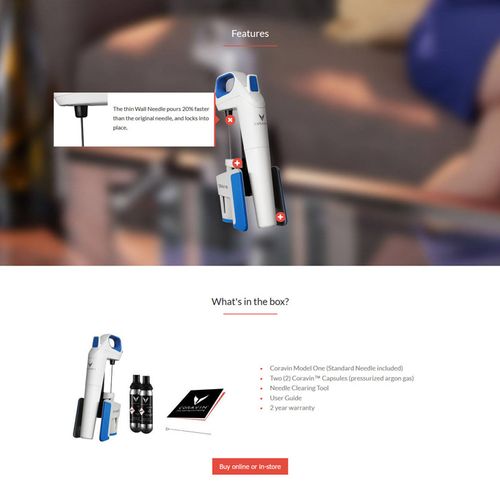 Features
The thin Wall Needle pours 20% faster
than the original needle, and locks into
place.
CORAVIN
What's in the box?
Coravin Model One (Standard Needle included)
Two (2) Coravin™ Capsules (pressurized argon gas)
Needle Clearing Tool
User Guide
2 year warranty
CORAVIN
Buy online or in-store